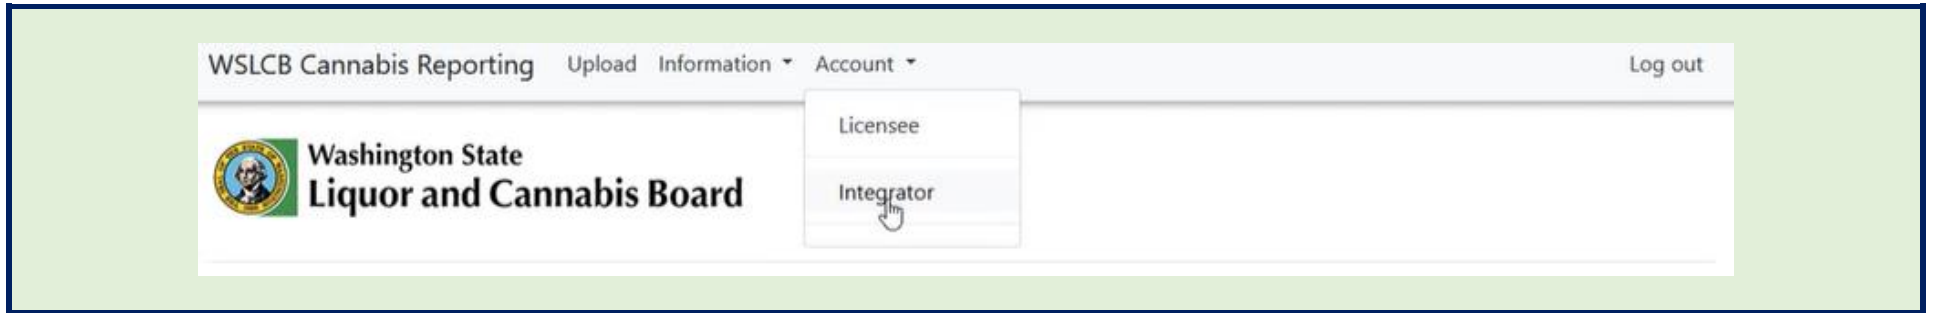 WSLCB Cannabis Reporting Upload Information Account Log out
Licensee
Integrator
Washington State
Liquor and Cannabis Board